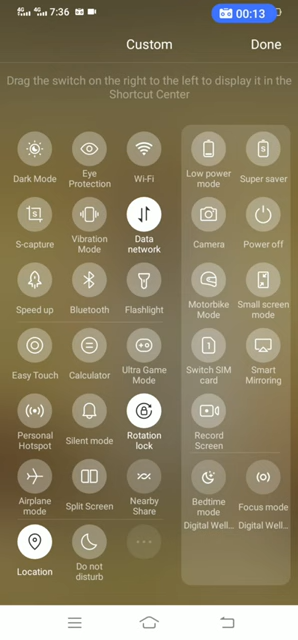 4G 4G 7:36
00:13
Custom Done
Drag the switch on the right to the left to display it in the
Shortcut Center
Dark Mode
Eye
Protection
Wi-Fi
Low power
mode
Super saver
S-capture
Vibration
Mode
Data
network
Camera
Power off
Speed up
Bluetooth
Flashlight
Motorbike
Mode
Small screen
mode
Easy Touch
Calculator
Ultra Game
Mode
Switch SIM
card
Smart
Mirroring
Personal
Hotspot
Silent mode
Rotation
lock
Record
Screen
Airplane
mode
Split Screen
Nearby
Share
Bedtime
mode
Digital Well...
Focus mode
Digital Well...
Location
Do not
disturb